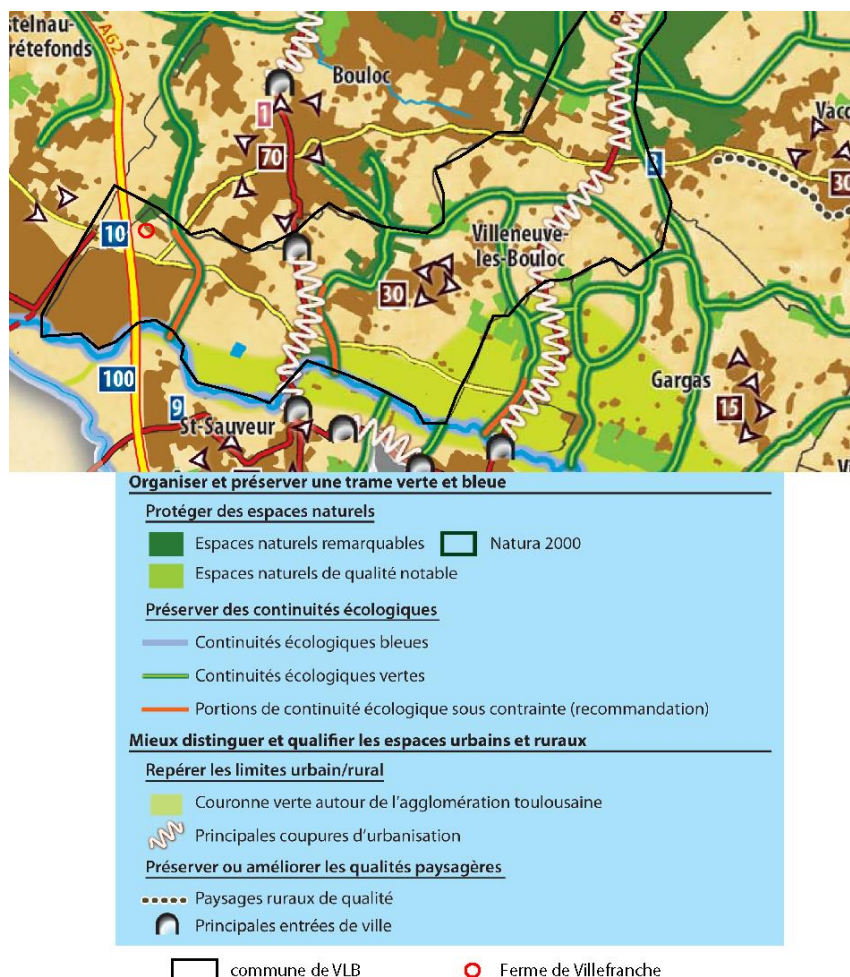 stelnau-
rétefonds
A62
Bouloc
1
70
Vacq
3
30
10
Villeneuve-
les-Bouloc
30
100
9
St-Sauveur
Gargas
15
Organiser et préserver une trame verte et bleue
Protéger des espaces naturels
Espaces naturels remarquables
Natura 2000
Espaces naturels de qualité notable
Préserver des continuités écologiques
Continuités écologiques bleues
Continuités écologiques vertes
Portions de continuité écologique sous contrainte (recommandation)
Mieux distinguer et qualifier les espaces urbains et ruraux
Repérer les limites urbain/rural
Couronne verte autour de l'agglomération toulousaine
Principales coupures d'urbanisation
Préserver ou améliorer les qualités paysagères
Paysages ruraux de qualité
Principales entrées de ville
commune de VLB
Ferme de Villefranche